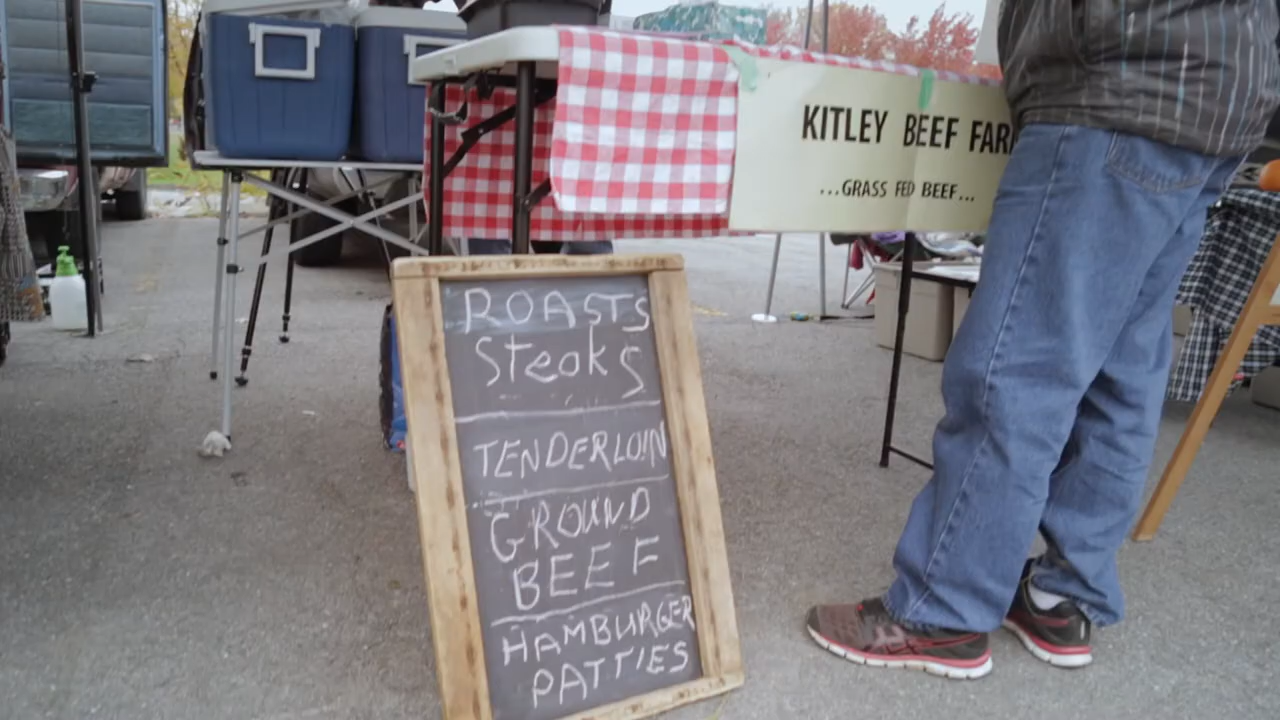 KITLEY BEEF FAR
...GRASS FED BEEF...
ROASTS
Steaks
TENDERLOIN
GROUND
BEEF
HAMBURGER
PATTIES